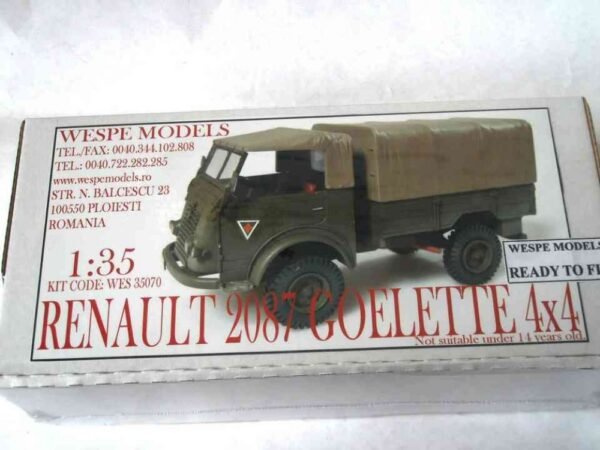 WESPE MODELS
TEL./FAX: 0040.344.102.808
TEL.: 0040.722.282.285
www.wespemodels.ro
STR. N. BALCESCU 23
100550 PLOIESTI
ROMANIA
1:35
KIT CODE: WES 35070
WESPE MODELS
READY TO
RENAULT 2087 GOELETTE 4x4
Not suitable under 14 years old.